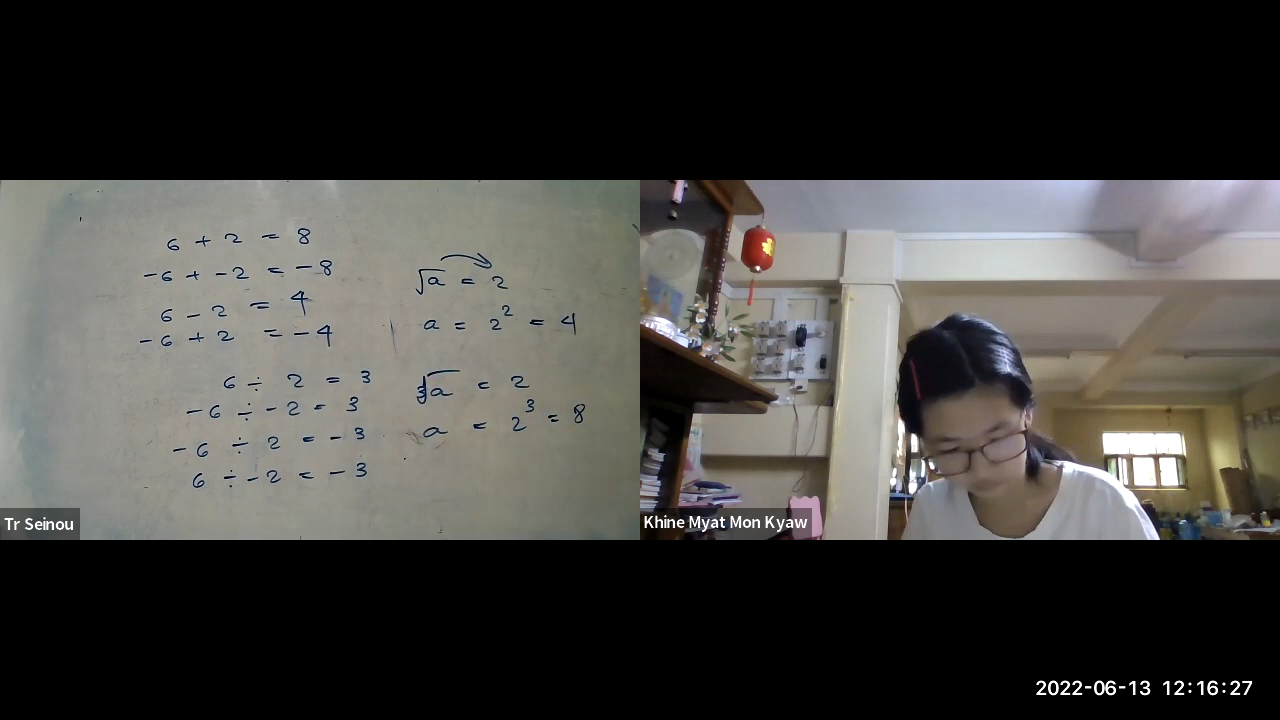 6 + 2 = 8
-6 + -2 = -8
6 - 2 = 4
-6 + 2 = -4
6 ÷ 2 = 3
-6 ÷ -2 = 3
-6 ÷ 2 = -3
6 ÷ -2 = -3
√a = 2
a = 2² = 4
∛a = 2
a = 2³ = 8
Tr Seinou
Khine Myat Mon Kyaw
2022-06-13 12:16:27